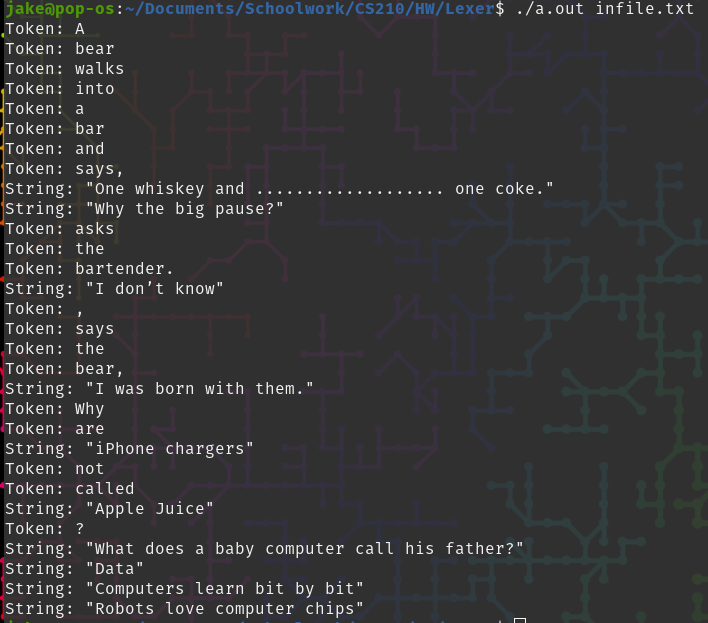 jake@pop-os:~/Documents/Schoolwork/CS210/HW/Lexer$ ./a.out infile.txt
Token: A
Token: bear
Token: walks
Token: into
Token: a
Token: bar
Token: and
Token: says,
String: "One whiskey and ................... one coke."
String: "Why the big pause?"
Token: asks
Token: the
Token: bartender.
String: "I don’t know"
Token: ,
Token: says
Token: the
Token: bear,
String: "I was born with them."
Token: Why
Token: are
String: "iPhone chargers"
Token: not
Token: called
String: "Apple Juice"
Token: ?
String: "What does a baby computer call his father?"
String: "Data"
String: "Computers learn bit by bit"
String: "Robots love computer chips"